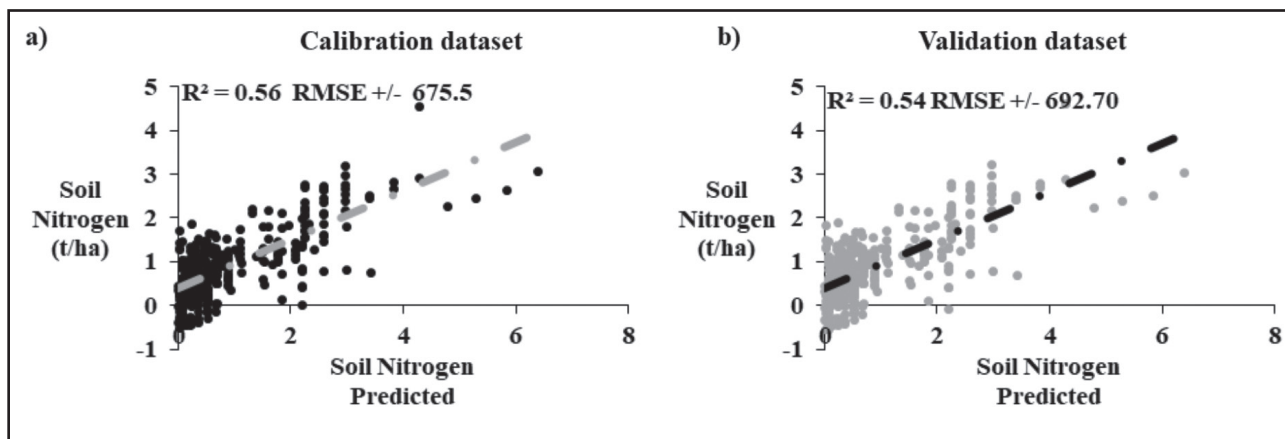 a) Calibration dataset
R² = 0.56 RMSE +/- 675.5
5
4
3
2
1
0
-1
Soil
Nitrogen
(t/ha)
0 2 4 6 8
Soil Nitrogen
Predicted
b) Validation dataset
R² = 0.54 RMSE +/- 692.70
5
4
3
2
1
0
-1
Soil
Nitrogen
(t/ha)
0 2 4 6 8
Soil Nitrogen
Predicted